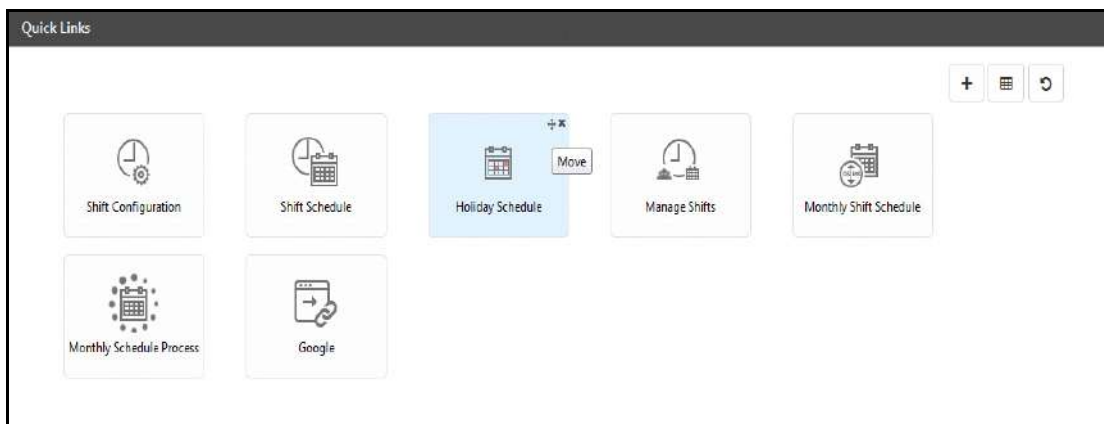 Quick Links
Move
Shift Configuration
Shift Schedule
Holiday Schedule
Manage Shifts
Monthly Shift Schedule
Monthly Schedule Process
Google